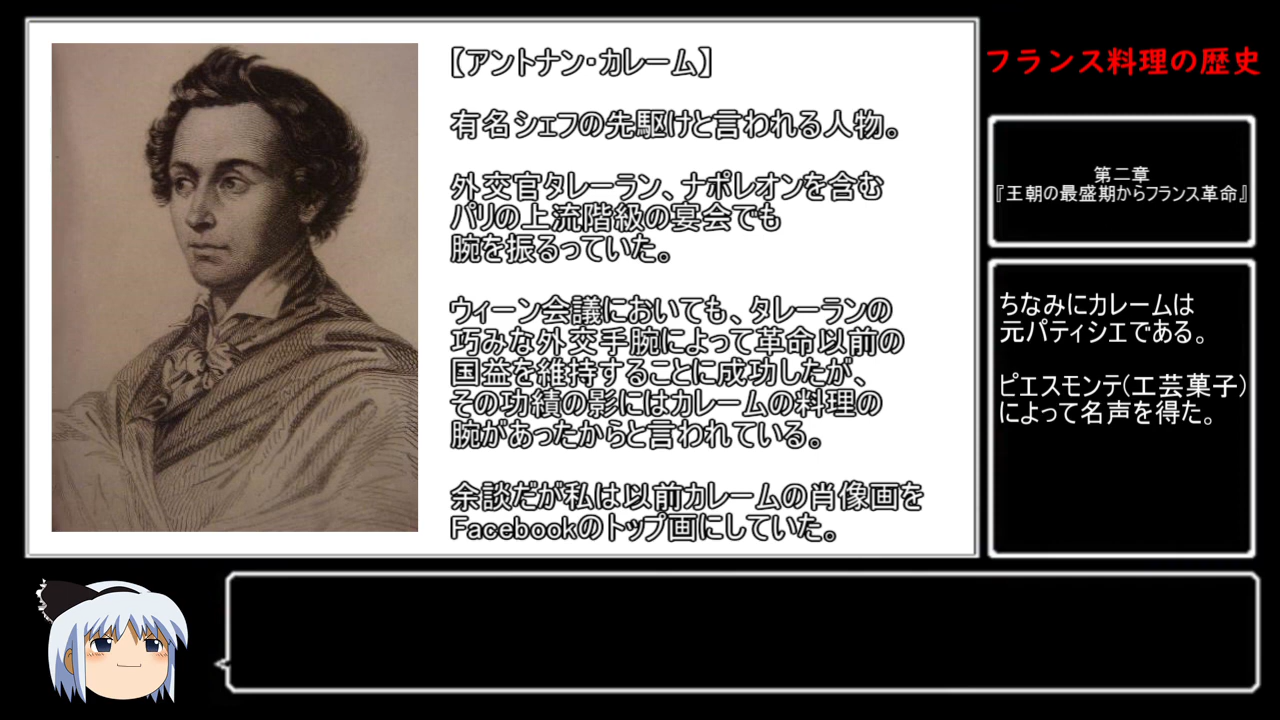 【アントナン・カレーム】
有名シェフの先駆けと言われる人物。
外交官タレーラン、ナポレオンを含む
パリの上流階級の宴会でも
腕を振るっていた。
ウィーン会議においても、タレーランの
巧みな外交手腕によって革命以前の
国益を維持することに成功したが、
その功績の影にはカレームの料理の
腕があったからと言われている。
余談だが私は以前カレームの肖像画を
Facebookのトップ画にしていた。
フランス料理の歴史
第二章
『王朝の最盛期からフランス革命』
ちなみにカレームは
元パティシエである。
ピエスモンテ(工芸菓子)
によって名声を得た。